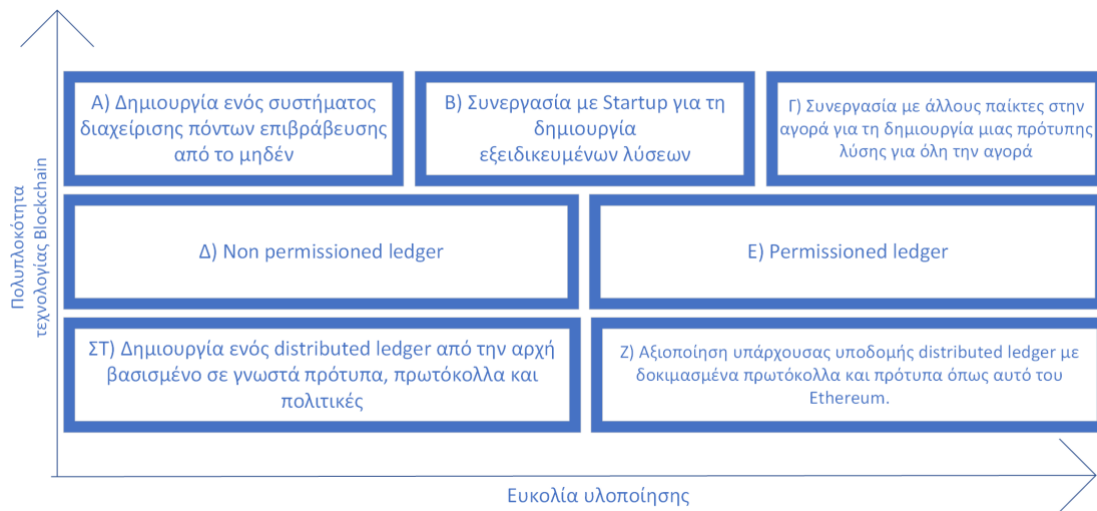 Πολυπλοκότητα
τεχνολογίας Blockchain
Α) Δημιουργία ενός συστήματος
διαχείρισης πόντων επιβράβευσης
από το μηδέν
Β) Συνεργασία με Startup για τη
δημιουργία
εξειδικευμένων λύσεων
Γ) Συνεργασία με άλλους παίκτες στην
αγορά για τη δημιουργία μιας πρότυπης
λύσης για όλη την αγορά
Δ) Non permissioned ledger
Ε) Permissioned ledger
ΣΤ) Δημιουργία ενός distributed ledger από την αρχή
βασισμένο σε γνωστά πρότυπα, πρωτόκολλα και
πολιτικές
Ζ) Αξιοποίηση υπάρχουσας υποδομής distributed ledger με
δοκιμασμένα πρωτόκολλα και πρότυπα όπως αυτό του
Ethereum.
Ευκολία υλοποίησης